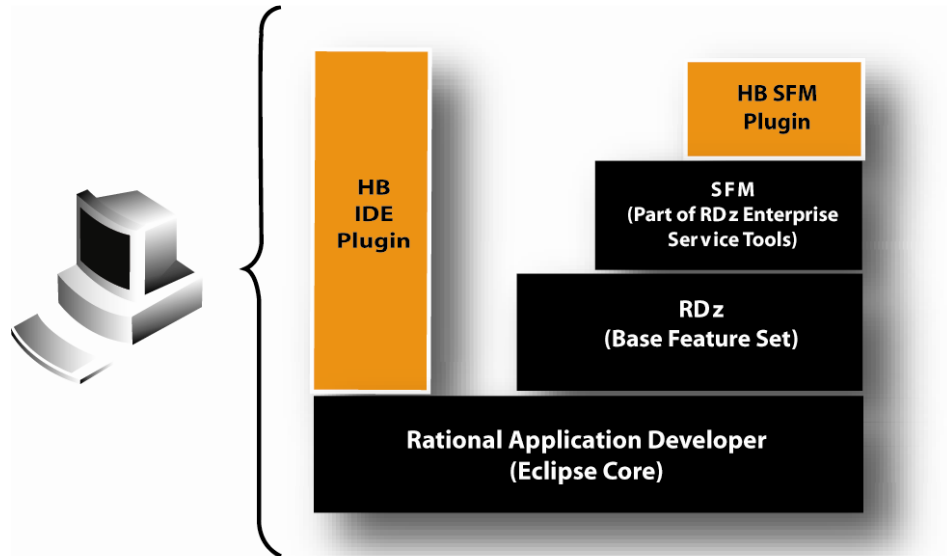 HB
IDE
Plugin
HB SFM
Plugin
SFM
(Part of RDz Enterprise
Service Tools)
RDz
(Base Feature Set)
Rational Application Developer
(Eclipse Core)